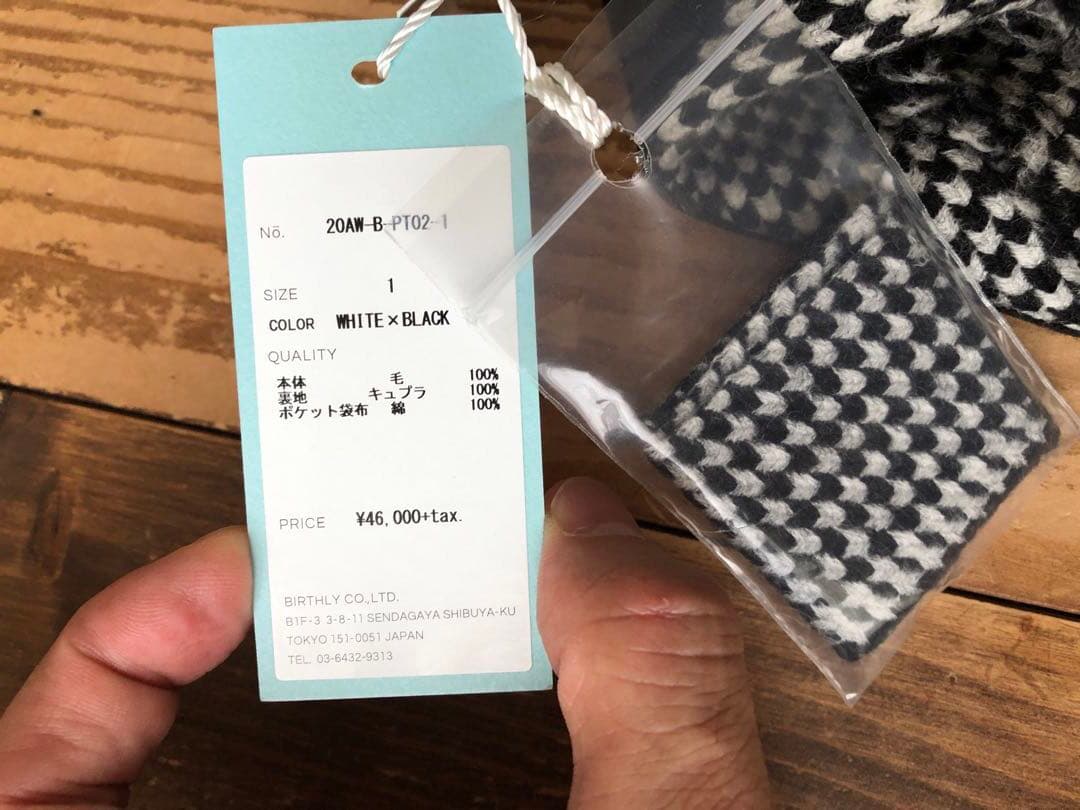 Nō. 20AW-B-PT02-1
SIZE 1
COLOR WHITE×BLACK
QUALITY
本体 毛 100%
裏地 キュプラ 100%
ポケット袋布 綿 100%
PRICE ¥46,000+tax.
BIRTHLY CO.,LTD.
B1F-3 3-8-11 SENDAGAYA SHIBUYA-KU
TOKYO 151-0051 JAPAN
TEL. 03-6432-9313